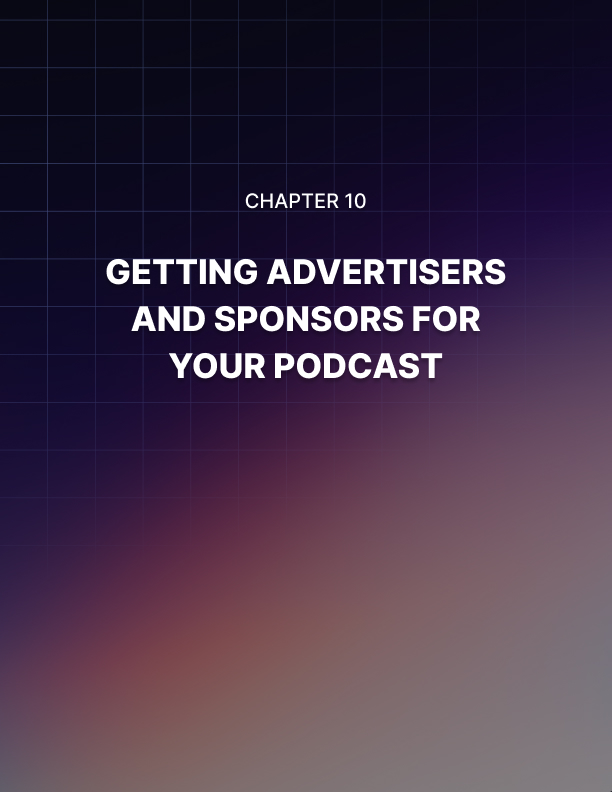 CHAPTER 10
GETTING ADVERTISERS
AND SPONSORS FOR
YOUR PODCAST